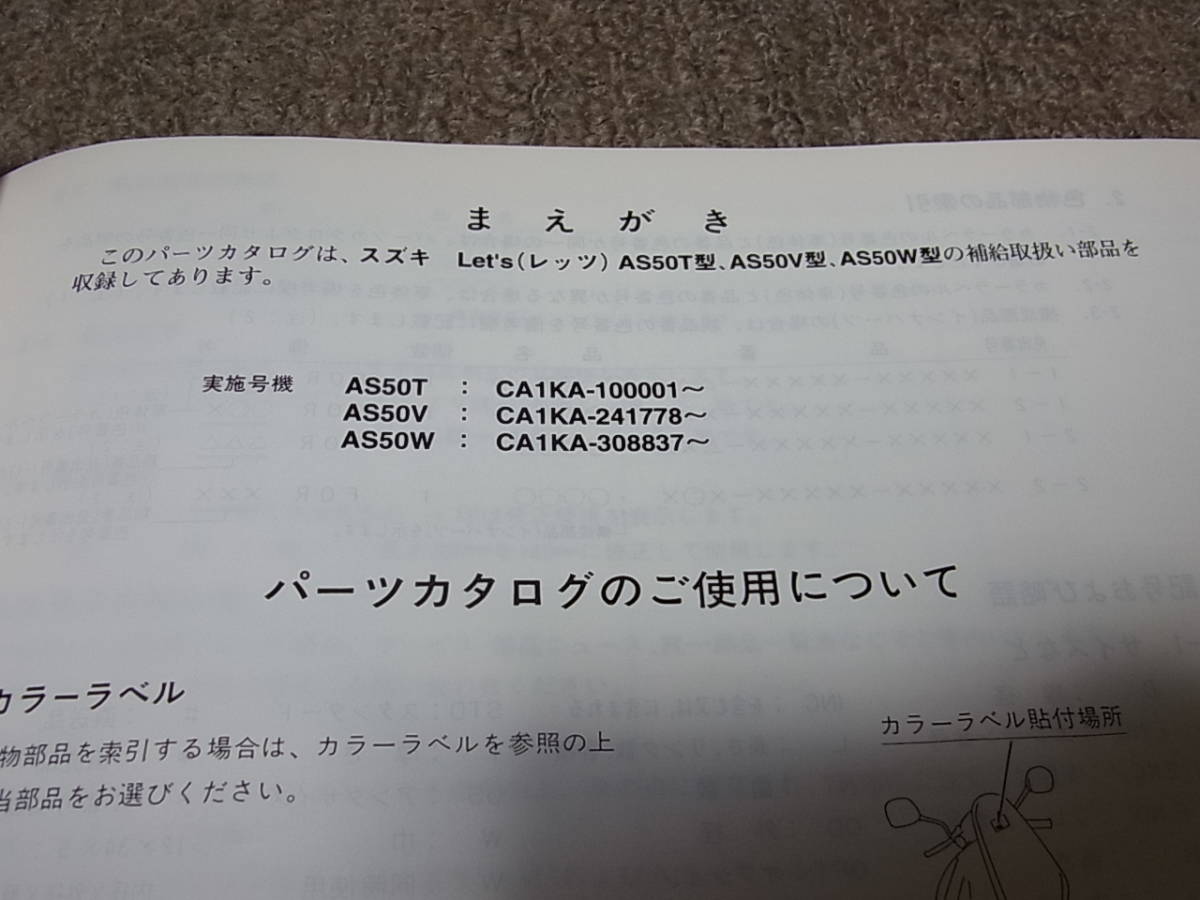 まえがき
このパーツカタログは、スズキ Let's(レッツ)AS50T型、AS50V型、AS50W型の補給取扱い部品を
収録してあります。
実施号機 AS50T : CA1KA-100001～
AS50V : CA1KA-241778～
AS50W : CA1KA-308837～
パーツカタログのご使用について
カラーラベル
物部品を索引する場合は、カラーラベルを参照の上
当部品をお選びください。
カラーラベル貼付場所